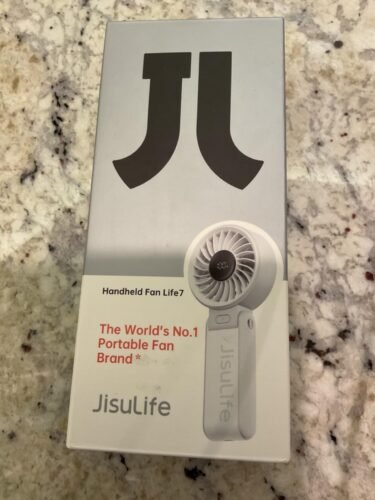 JL
Handheld Fan Life7
The World's No.1
Portable Fan
Brand*
JisuLife
JisuLife